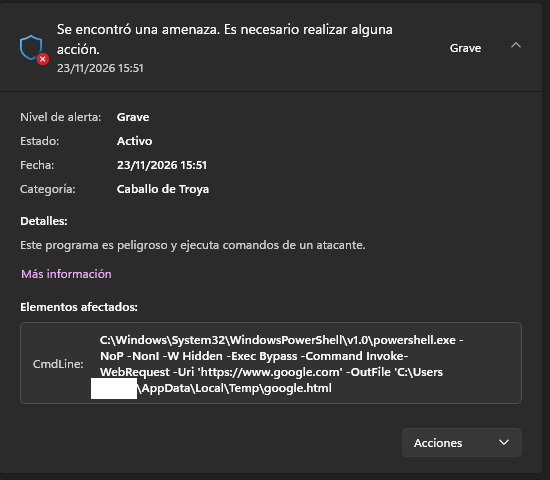 Se encontró una amenaza. Es necesario realizar alguna
acción.
Grave
23/11/2026 15:51
Nivel de alerta: Grave
Estado: Activo
Fecha: 23/11/2026 15:51
Categoría: Caballo de Troya
Detalles:
Este programa es peligroso y ejecuta comandos de un atacante.
Más información
Elementos afectados:
C:\Windows\System32\WindowsPowerShell\v1.0\powershell.exe -
NoP -NonI -W Hidden -Exec Bypass -Command Invoke-
CmdLine: WebRequest -Uri 'https://www.google.com' -OutFile 'C:\Users
\AppData\Local\Temp\google.html
Acciones